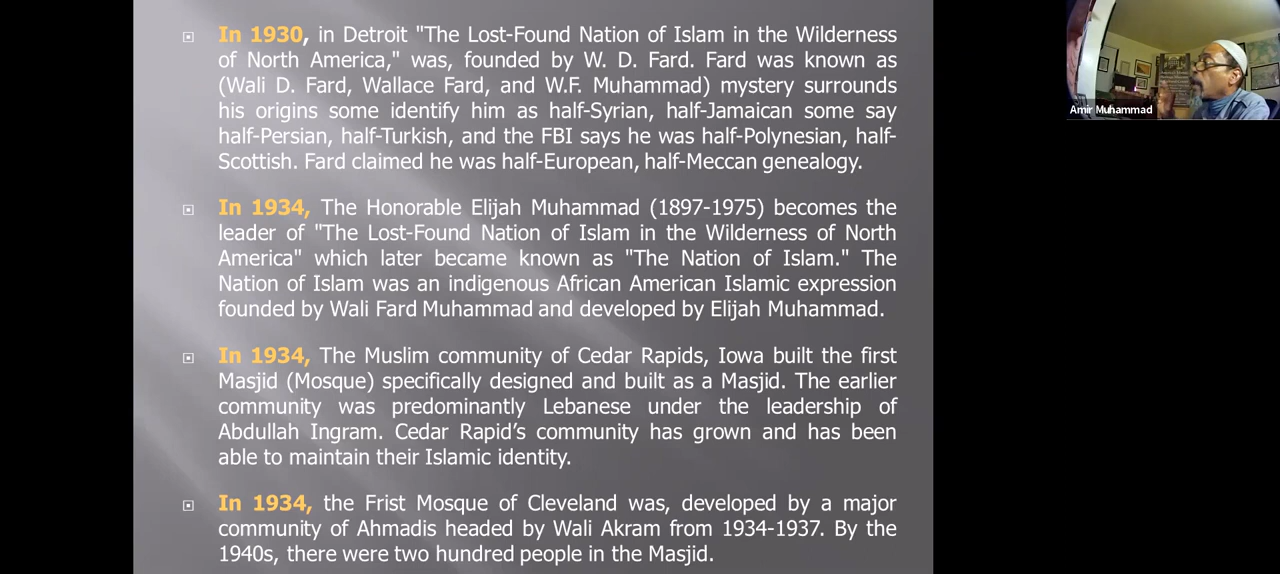 In 1930, in Detroit "The Lost-Found Nation of Islam in the Wilderness
of North America," was, founded by W. D. Fard. Fard was known as
(Wali D. Fard, Wallace Fard, and W.F. Muhammad) mystery surrounds
his origins some identify him as half-Syrian, half-Jamaican some say
half-Persian, half-Turkish, and the FBI says he was half-Polynesian, half-
Scottish. Fard claimed he was half-European, half-Meccan genealogy.
In 1934, The Honorable Elijah Muhammad (1897-1975) becomes the
leader of "The Lost-Found Nation of Islam in the Wilderness of North
America" which later became known as "The Nation of Islam." The
Nation of Islam was an indigenous African American Islamic expression
founded by Wali Fard Muhammad and developed by Elijah Muhammad.
In 1934, The Muslim community of Cedar Rapids, Iowa built the first
Masjid (Mosque) specifically designed and built as a Masjid. The earlier
community was predominantly Lebanese under the leadership of
Abdullah Ingram. Cedar Rapid's community has grown and has been
able to maintain their Islamic identity.
In 1934, the Frist Mosque of Cleveland was, developed by a major
community of Ahmadis headed by Wali Akram from 1934-1937. By the
1940s, there were two hundred people in the Masjid.
Amir Muhammad